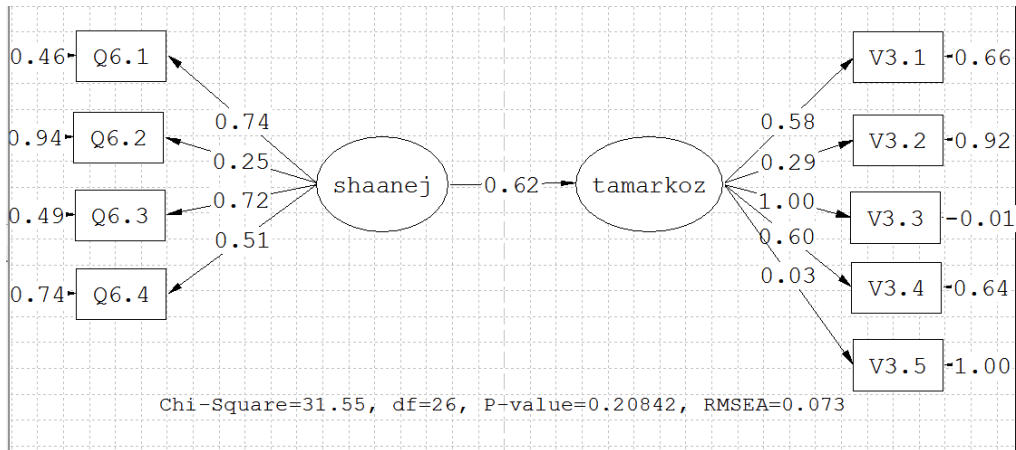 0.46 Q6.1
0.94 Q6.2
0.49 Q6.3
0.74 Q6.4
0.74
0.25
0.72
0.51
shaanej 0.62 tamarkoz
0.58
0.29
1.00
0.60
0.03
V3.1 0.66
V3.2 0.92
V3.3 -0.01
V3.4 0.64
V3.5 1.00
Chi-Square=31.55, df=26, P-value=0.20842, RMSEA=0.073